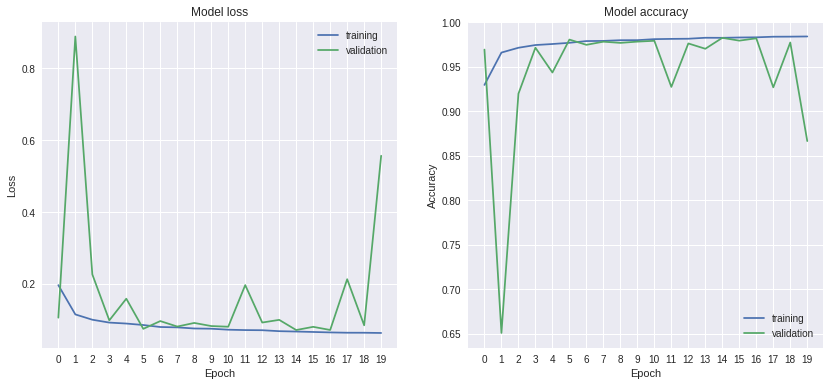 Model loss
training
validation
Loss
0.8
0.6
0.4
0.2
0 1 2 3 4 5 6 7 8 9 10 11 12 13 14 15 16 17 18 19
Epoch
Model accuracy
Accuracy
1.00
0.95
0.90
0.85
0.80
0.75
0.70
0.65
training
validation
0 1 2 3 4 5 6 7 8 9 10 11 12 13 14 15 16 17 18 19
Epoch